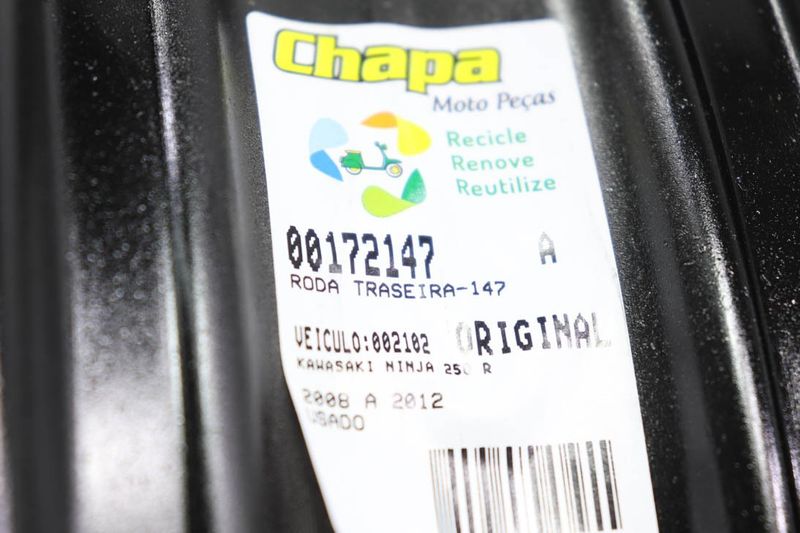 Chapa
Moto Peças
Recicle
Renove
Reutilize
00172147 A
RODA TRASEIRA-147
VEICULO:002102 ORIGINAL
KAWASAKI NINJA 250 R
2008 A 2012
USADO